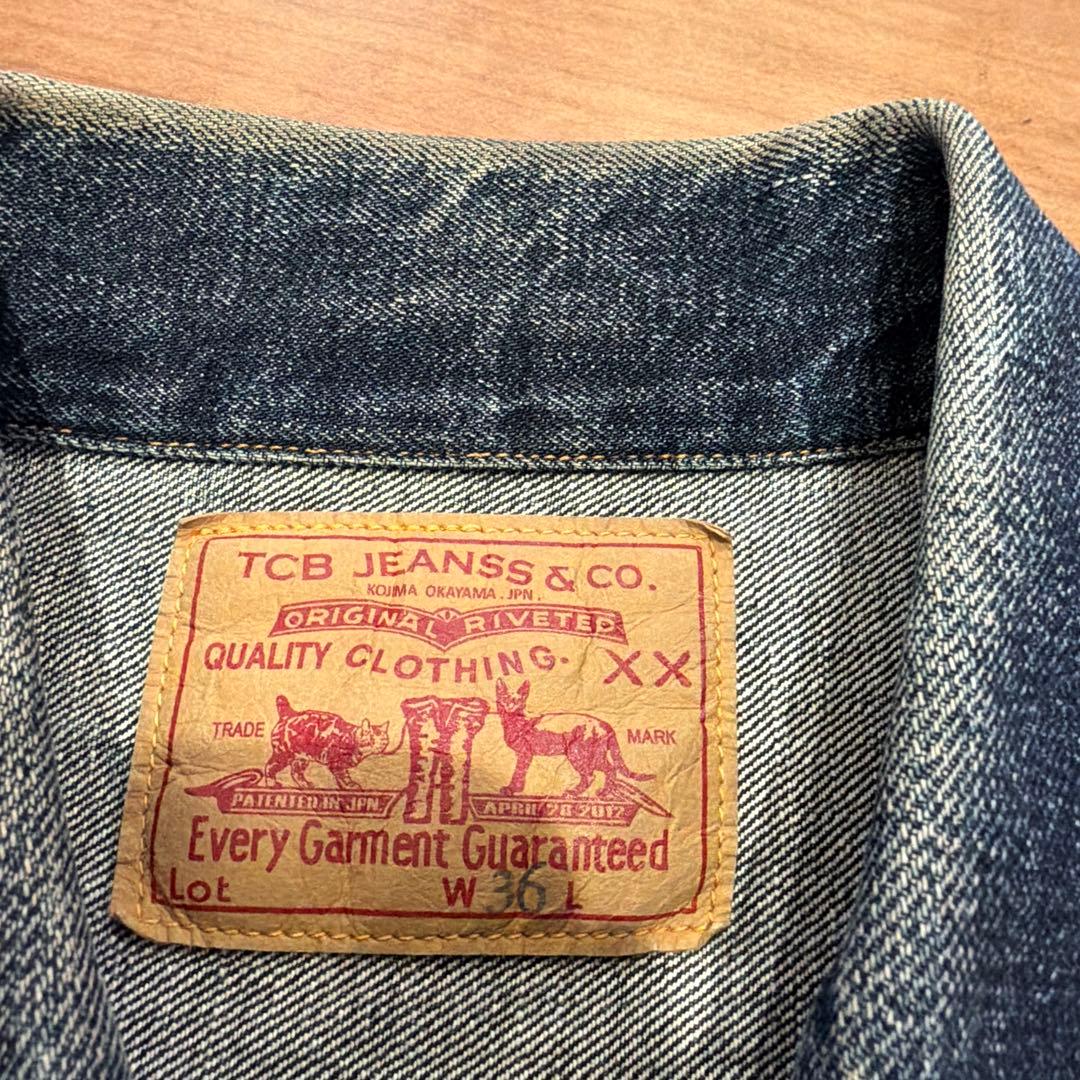 TCB JEANSS & CO.
KOJIMA OKAYAMA. JPN.
ORIGINAL RIVETED
QUALITY CLOTHING. XX
TRADE MARK
PATENTED IN JPN. APRIL 28 2012
Every Garment Guaranteed
Lot W 36 L